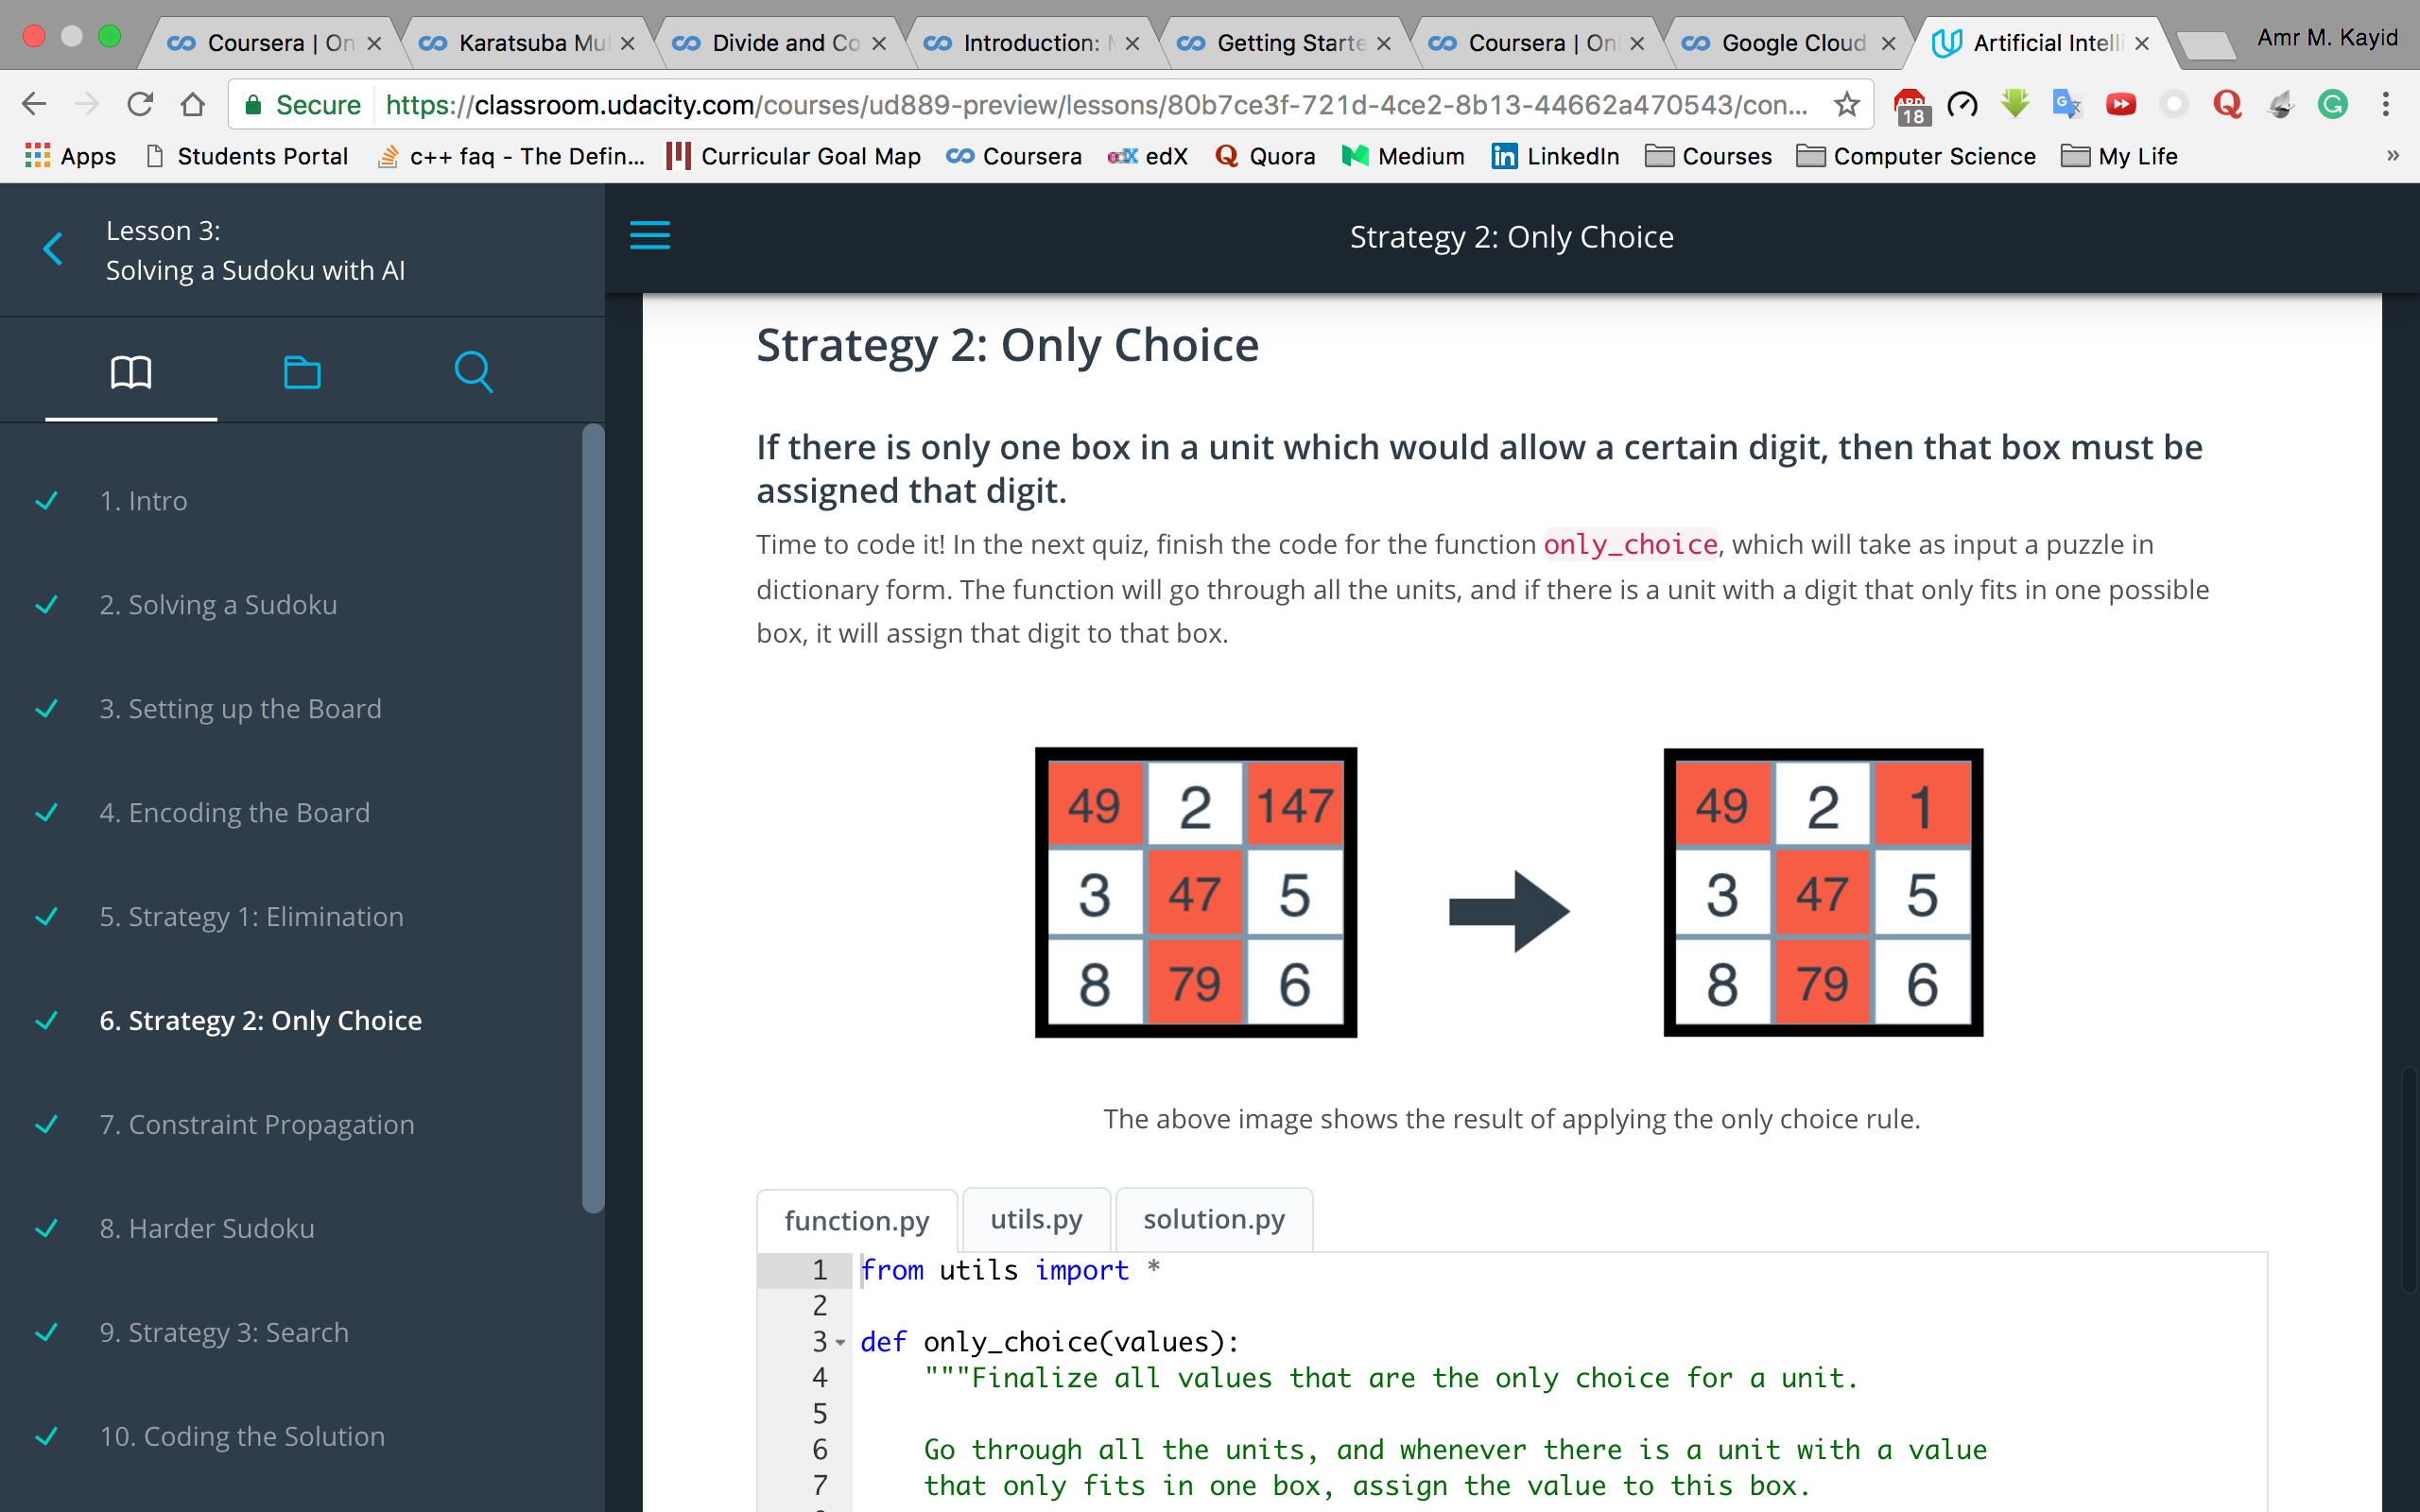 Coursera | On
Karatsuba Mul
Divide and Co
Introduction:
Getting Starte
Coursera | Onl
Google Cloud
Artificial Intelli
Amr M. Kayid
Secure
https://classroom.udacity.com/courses/ud889-preview/lessons/80b7ce3f-721d-4ce2-8b13-44662a470543/con...
ABP
18
Apps
Students Portal
c++ faq - The Defin...
Curricular Goal Map
Coursera
edX
Quora
Medium
LinkedIn
Courses
Computer Science
My Life
»
Lesson 3:
Solving a Sudoku with AI
1. Intro
2. Solving a Sudoku
3. Setting up the Board
4. Encoding the Board
5. Strategy 1: Elimination
6. Strategy 2: Only Choice
7. Constraint Propagation
8. Harder Sudoku
9. Strategy 3: Search
10. Coding the Solution
Strategy 2: Only Choice
Strategy 2: Only Choice
If there is only one box in a unit which would allow a certain digit, then that box must be
assigned that digit.
Time to code it! In the next quiz, finish the code for the function only_choice, which will take as input a puzzle in
dictionary form. The function will go through all the units, and if there is a unit with a digit that only fits in one possible
box, it will assign that digit to that box.
49 2 147
3 47 5
8 79 6
49 2 1
3 47 5
8 79 6
The above image shows the result of applying the only choice rule.
function.py
utils.py
solution.py
1 from utils import *
2
3 def only_choice(values):
4 """Finalize all values that are the only choice for a unit.
5
6 Go through all the units, and whenever there is a unit with a value
7 that only fits in one box, assign the value to this box.